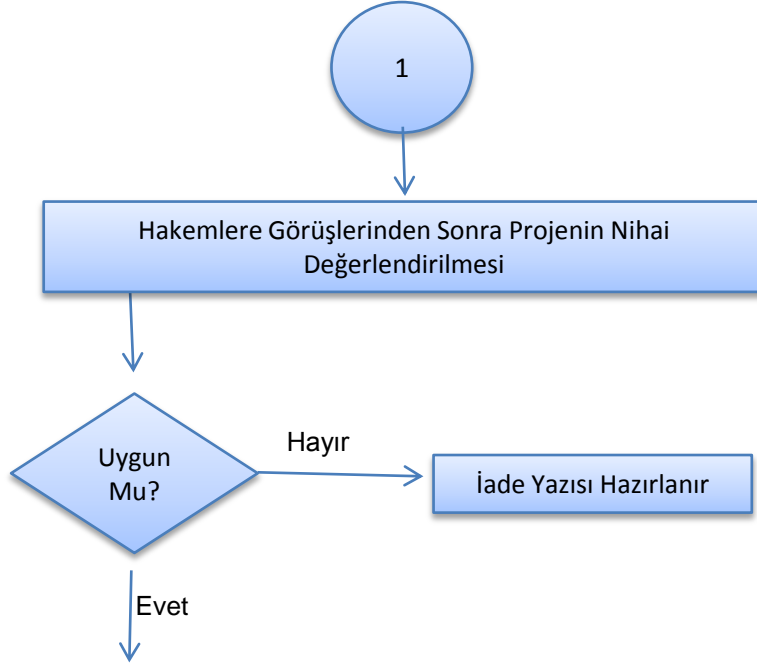 1
Hakemlere Görüşlerinden Sonra Projenin Nihai
Değerlendirilmesi
Uygun
Mu?
Hayır
İade Yazısı Hazırlanır
Evet